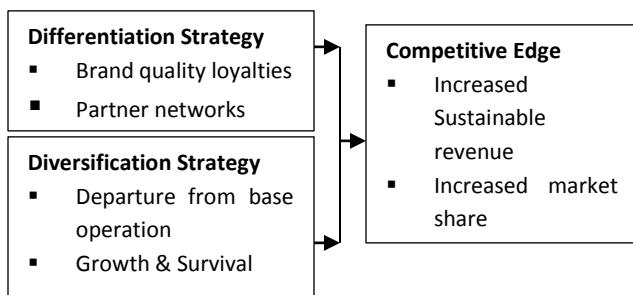 Differentiation Strategy
▪ Brand quality loyalties
▪ Partner networks
Diversification Strategy
▪ Departure from base
operation
▪ Growth & Survival
Competitive Edge
▪ Increased
Sustainable
revenue
▪ Increased market
share